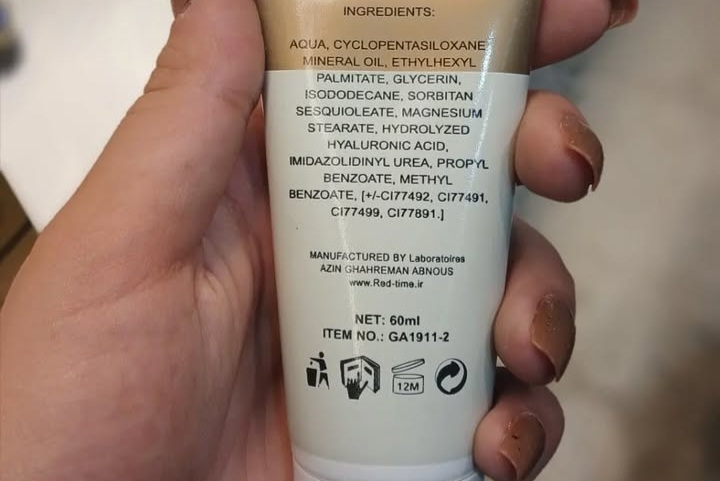 INGREDIENTS:
AQUA, CYCLOPENTASILOXANE,
MINERAL OIL, ETHYLHEXYL
PALMITATE, GLYCERIN,
ISODODECANE, SORBITAN
SESQUIOLEATE, MAGNESIUM
STEARATE, HYDROLYZED
HYALURONIC ACID,
IMIDAZOLIDINYL UREA, PROPYL
BENZOATE, METHYL
BENZOATE, [+/-CI77492, CI77491,
CI77499, CI77891.]
MANUFACTURED BY Laboratoires
AZIN GHAHREMAN ABNOUS
www.Red-time.ir
NET: 60ml
ITEM NO.: GA1911-2
12M